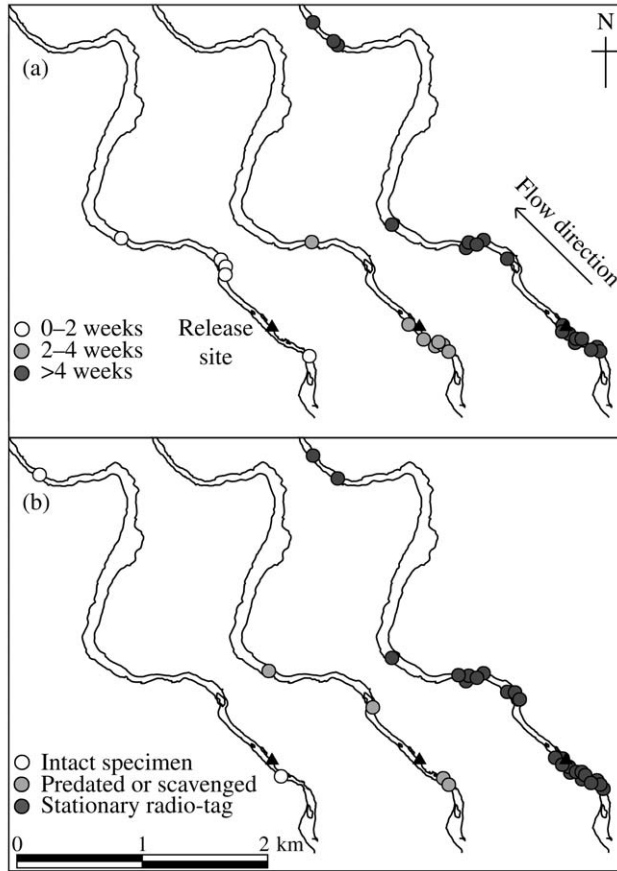 N
(a)
Flow direction
0–2 weeks
2–4 weeks
>4 weeks
Release
site
(b)
Intact specimen
Predated or scavenged
Stationary radio-tag
0 1 2 km